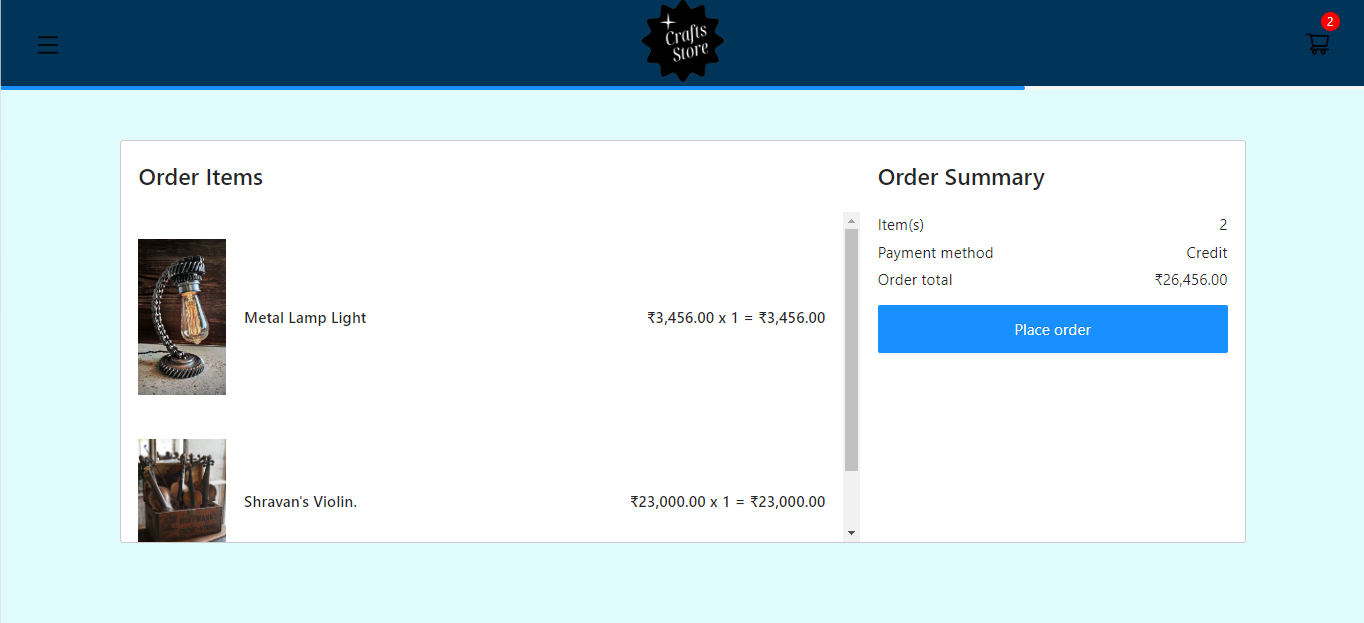 Crafts
Store
2
Order Items
Metal Lamp Light
₹3,456.00 x 1 = ₹3,456.00
Shravan's Violin.
₹23,000.00 x 1 = ₹23,000.00
Order Summary
Item(s) 2
Payment method Credit
Order total ₹26,456.00
Place order